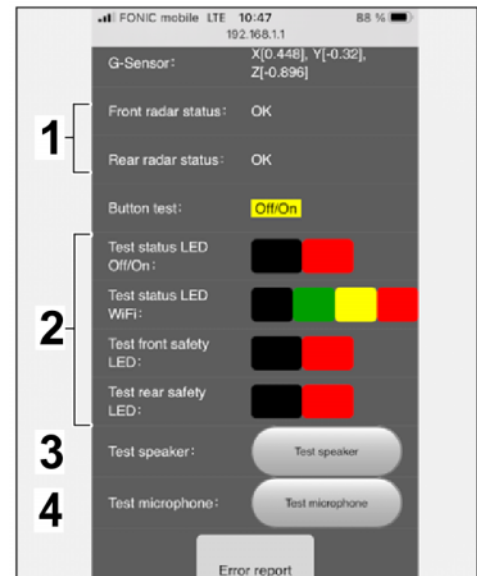 FONIC mobile LTE 10:47 88 %
192.168.1.1
G-Sensor: X[0.448], Y[-0.32],
Z[-0.896]
1
Front radar status: OK
Rear radar status: OK
Button test: Off/On
2
Test status LED
Off/On:
Test status LED
WiFi:
Test front safety
LED:
Test rear safety
LED:
3
Test speaker: Test speaker
4
Test microphone: Test microphone
Error report